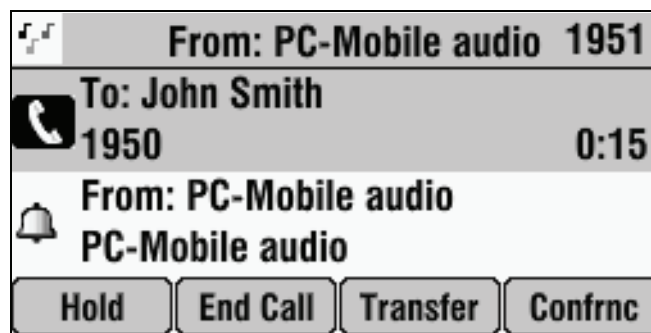 From: PC-Mobile audio 1951
To: John Smith
1950 0:15
From: PC-Mobile audio
PC-Mobile audio
Hold End Call Transfer Confrnc